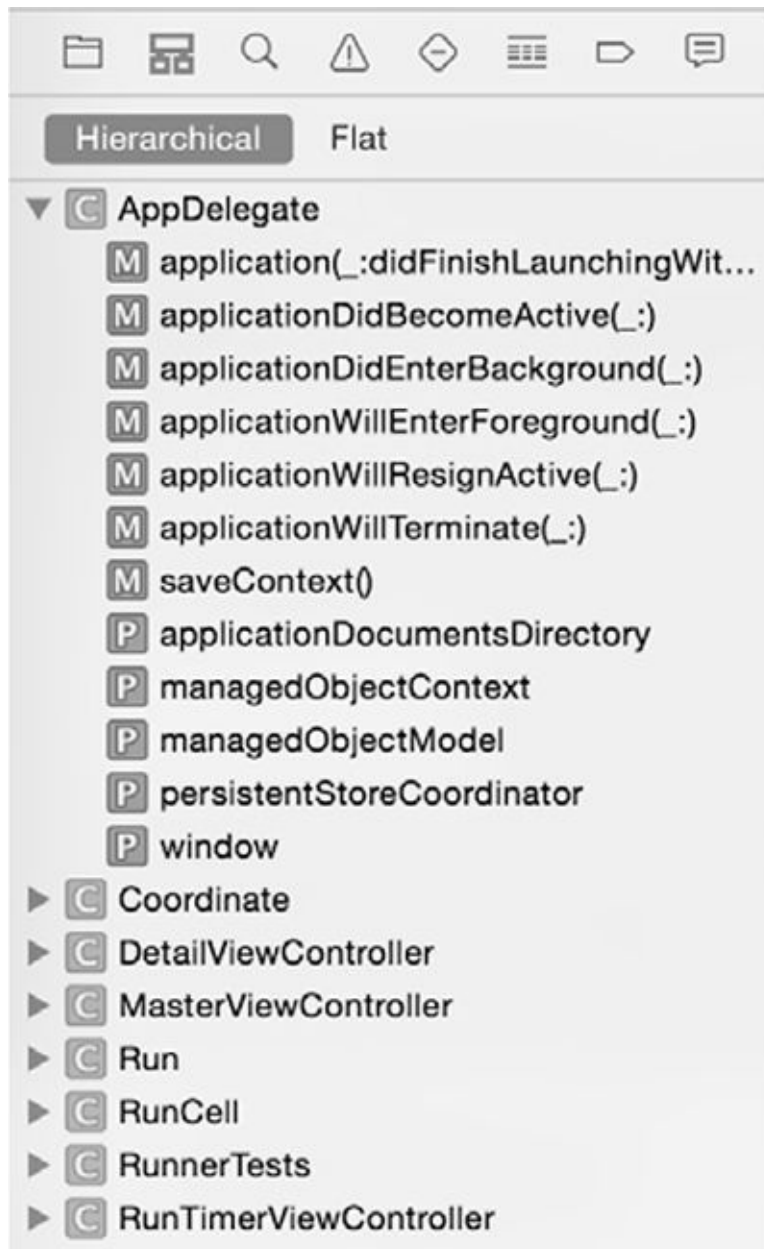 Hierarchical Flat
C AppDelegate
M application(_:didFinishLaunchingWit...
M applicationDidBecomeActive(_:)
M applicationDidEnterBackground(_:)
M applicationWillEnterForeground(_:)
M applicationWillResignActive(_:)
M applicationWillTerminate(_:)
M saveContext()
P applicationDocumentsDirectory
P managedObjectContext
P managedObjectModel
P persistentStoreCoordinator
P window
C Coordinate
C DetailViewController
C MasterViewController
C Run
C RunCell
C RunnerTests
C RunTimerViewController